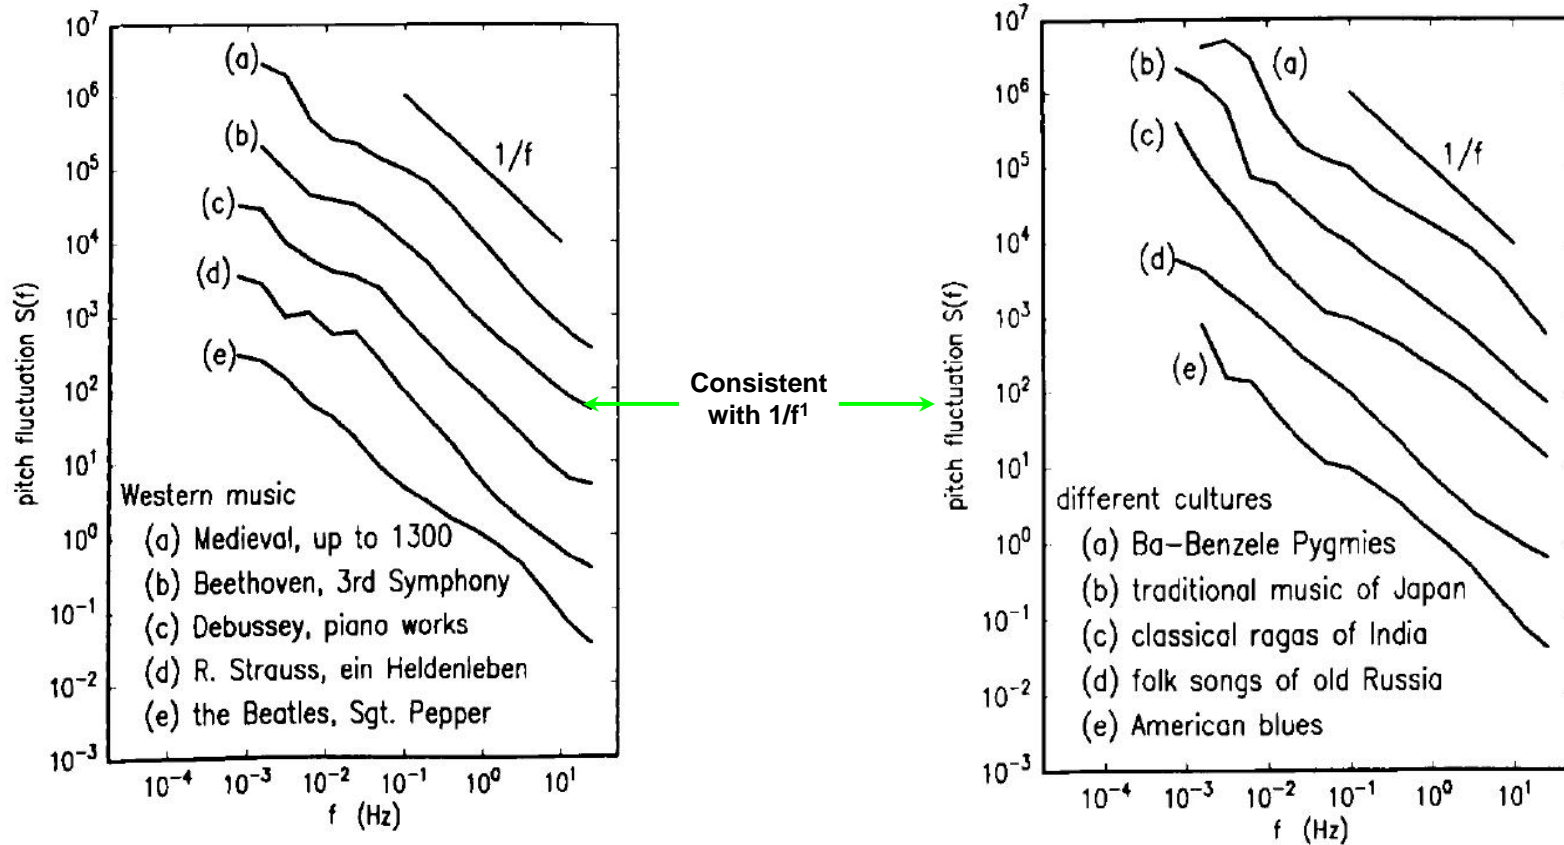 pitch fluctuation S(f)
10⁷
10⁶
10⁵
10⁴
10³
10²
10¹
10⁰
10⁻¹
10⁻²
10⁻³
(a)
(b)
(c)
(d)
(e)
1/f
Western music
(a) Medieval, up to 1300
(b) Beethoven, 3rd Symphony
(c) Debussey, piano works
(d) R. Strauss, ein Heldenleben
(e) the Beatles, Sgt. Pepper
10⁻⁴ 10⁻³ 10⁻² 10⁻¹ 10⁰ 10¹
f (Hz)
Consistent
with 1/f¹
pitch fluctuation S(f)
10⁷
10⁶
10⁵
10⁴
10³
10²
10¹
10⁰
10⁻¹
10⁻²
10⁻³
(a)
(b)
(c)
(d)
(e)
1/f
different cultures
(a) Ba-Benzele Pygmies
(b) traditional music of Japan
(c) classical ragas of India
(d) folk songs of old Russia
(e) American blues
10⁻⁴ 10⁻³ 10⁻² 10⁻¹ 10⁰ 10¹
f (Hz)